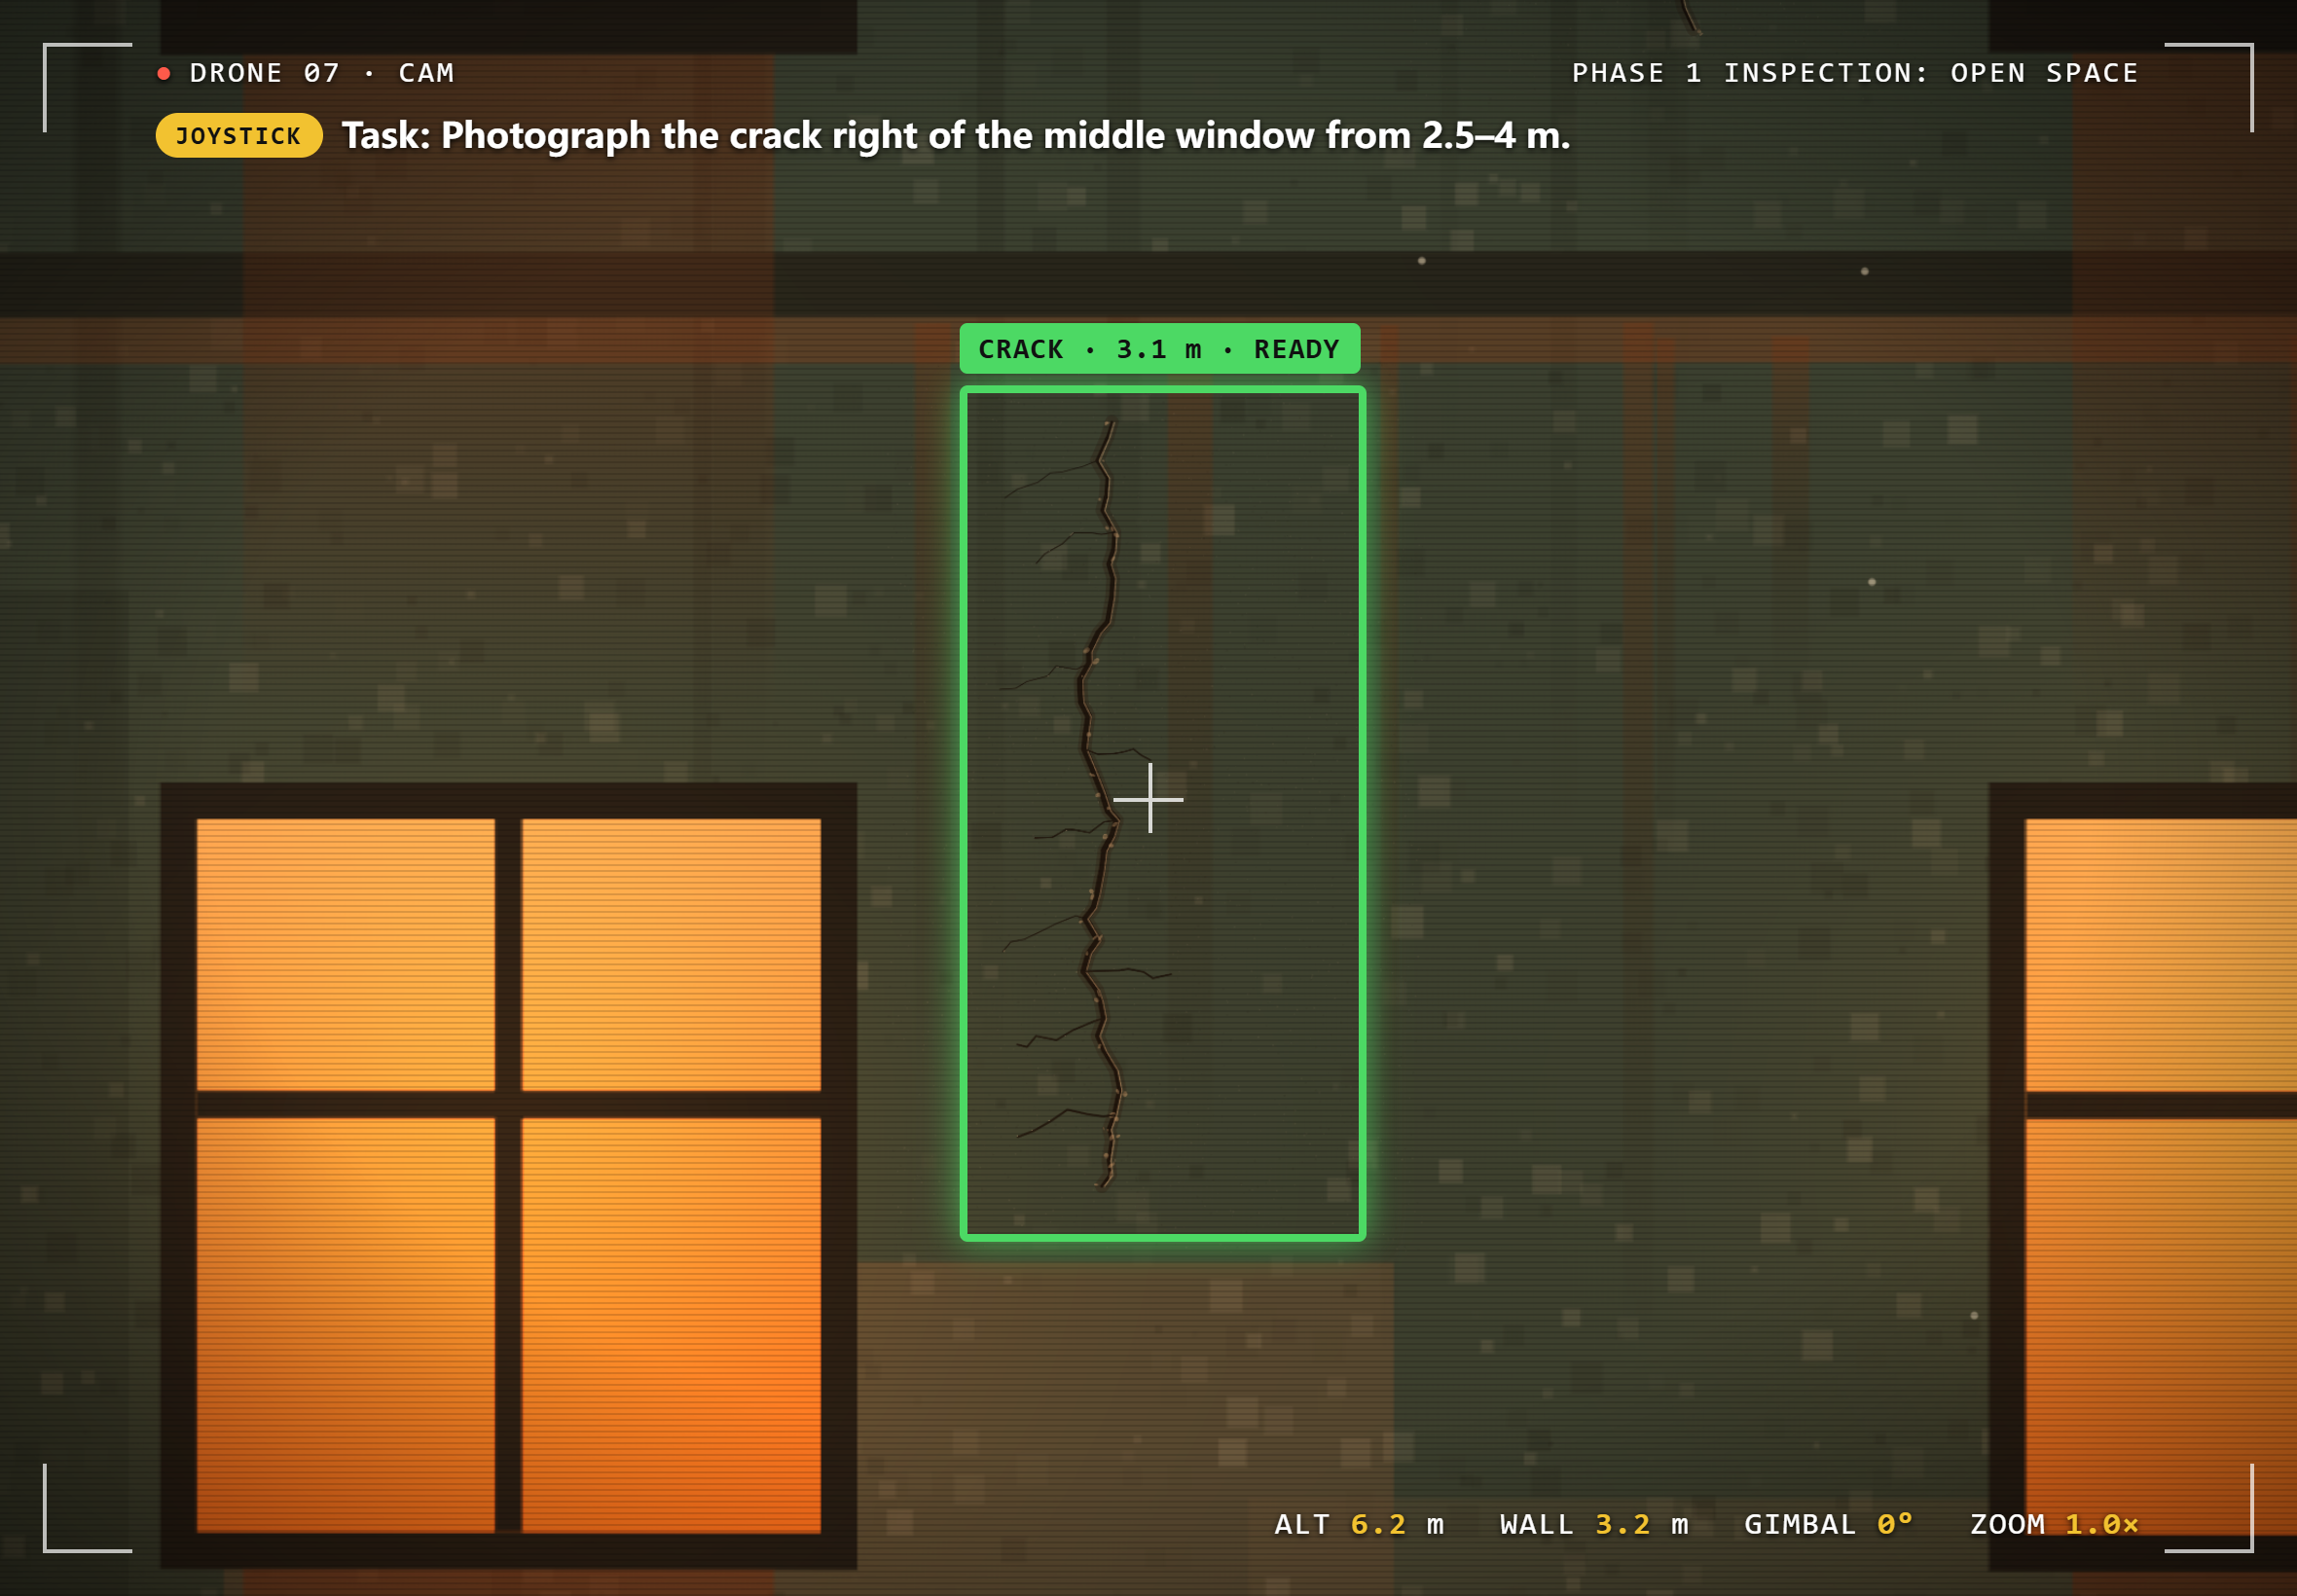 DRONE 07 · CAM
PHASE 1 INSPECTION: OPEN SPACE
JOYSTICK
Task: Photograph the crack right of the middle window from 2.5–4 m.
CRACK · 3.1 m · READY
ALT 6.2 m WALL 3.2 m GIMBAL 0° ZOOM 1.0×